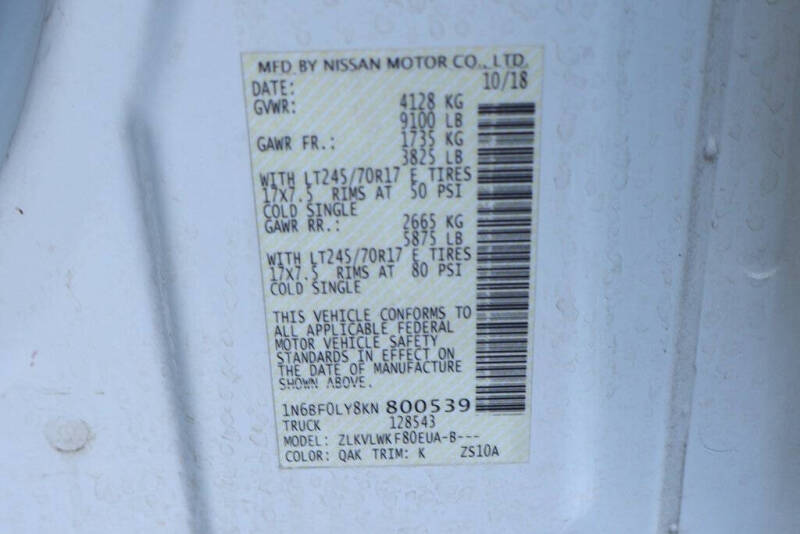 MFD. BY NISSAN MOTOR CO., LTD.
DATE: 10/18
GVWR: 4128 KG
9100 LB
GAWR FR.: 1735 KG
3825 LB
WITH LT245/70R17 E TIRES
17X7.5 RIMS AT 50 PSI
COLD SINGLE
GAWR RR.: 2665 KG
5875 LB
WITH LT245/70R17 E TIRES
17X7.5 RIMS AT 80 PSI
COLD SINGLE
THIS VEHICLE CONFORMS TO
ALL APPLICABLE FEDERAL
MOTOR VEHICLE SAFETY
STANDARDS IN EFFECT ON
THE DATE OF MANUFACTURE
SHOWN ABOVE.
1N6BF0LY8KN 800539
TRUCK 128543
MODEL: ZLKVLWKF80EUA-B---
COLOR: QAK TRIM: K ZS10A